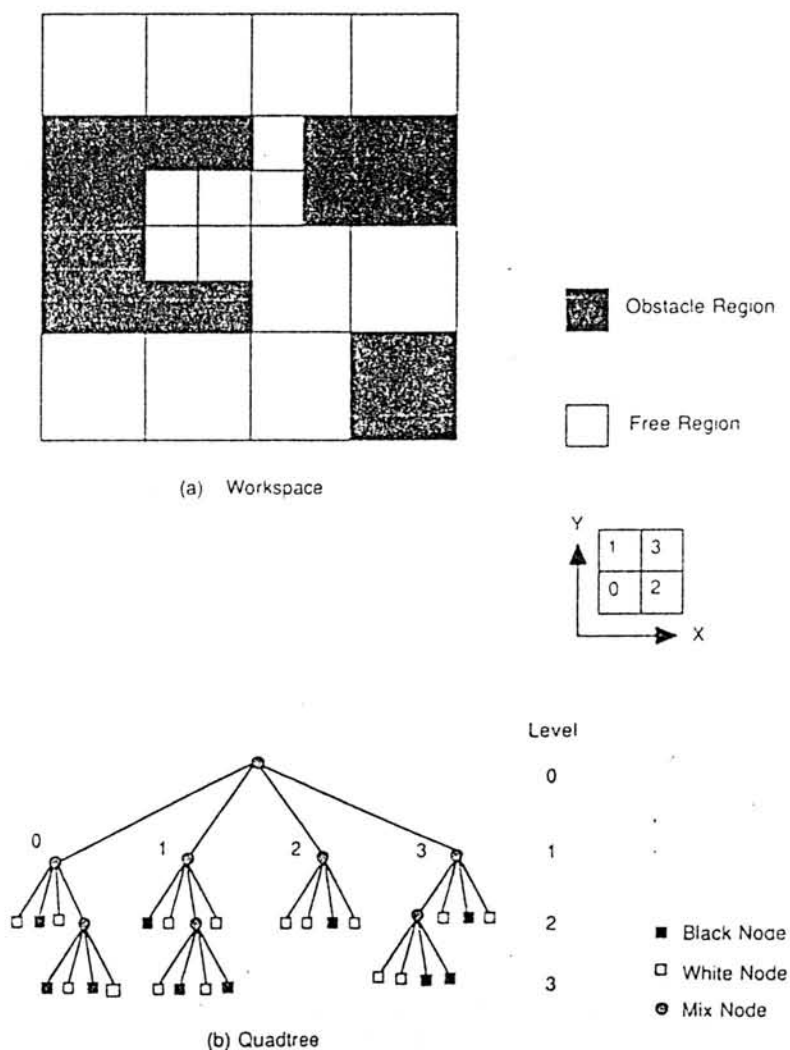 Obstacle Region
Free Region
(a) Workspace
Y
1 3
0 2
X
Level
0
0
1
2
3
1
2
3
Black Node
White Node
Mix Node
(b) Quadtree